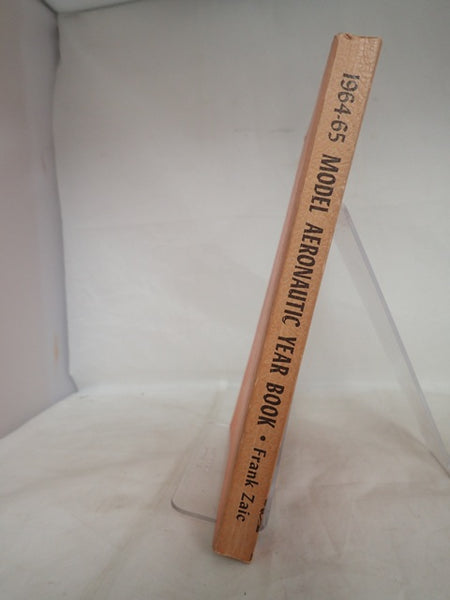 1964-65 MODEL AERONAUTIC YEAR BOOK • Frank Zaic